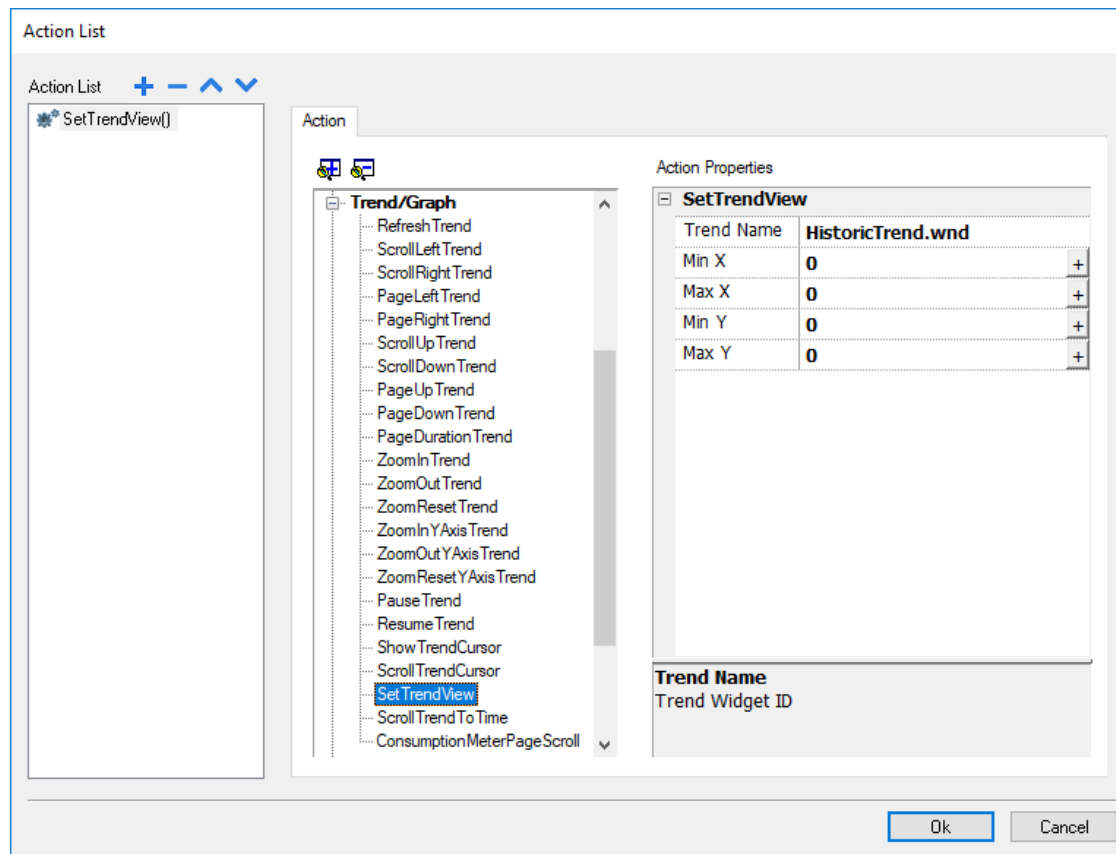 Action List
Action List
SetTrendView()
Action
Trend/Graph
RefreshTrend
ScrollLeftTrend
ScrollRightTrend
PageLeftTrend
PageRightTrend
ScrollUpTrend
ScrollDownTrend
PageUpTrend
PageDownTrend
PageDurationTrend
ZoomInTrend
ZoomOutTrend
ZoomResetTrend
ZoomInYAxisTrend
ZoomOutYAxisTrend
ZoomResetYAxisTrend
PauseTrend
ResumeTrend
ShowTrendCursor
ScrollTrendCursor
SetTrendView
ScrollTrendToTime
ConsumptionMeterPageScroll
Action Properties
SetTrendView
Trend Name HistoricTrend.wnd
Min X 0 +
Max X 0 +
Min Y 0 +
Max Y 0 +
Trend Name
Trend Widget ID
Ok Cancel